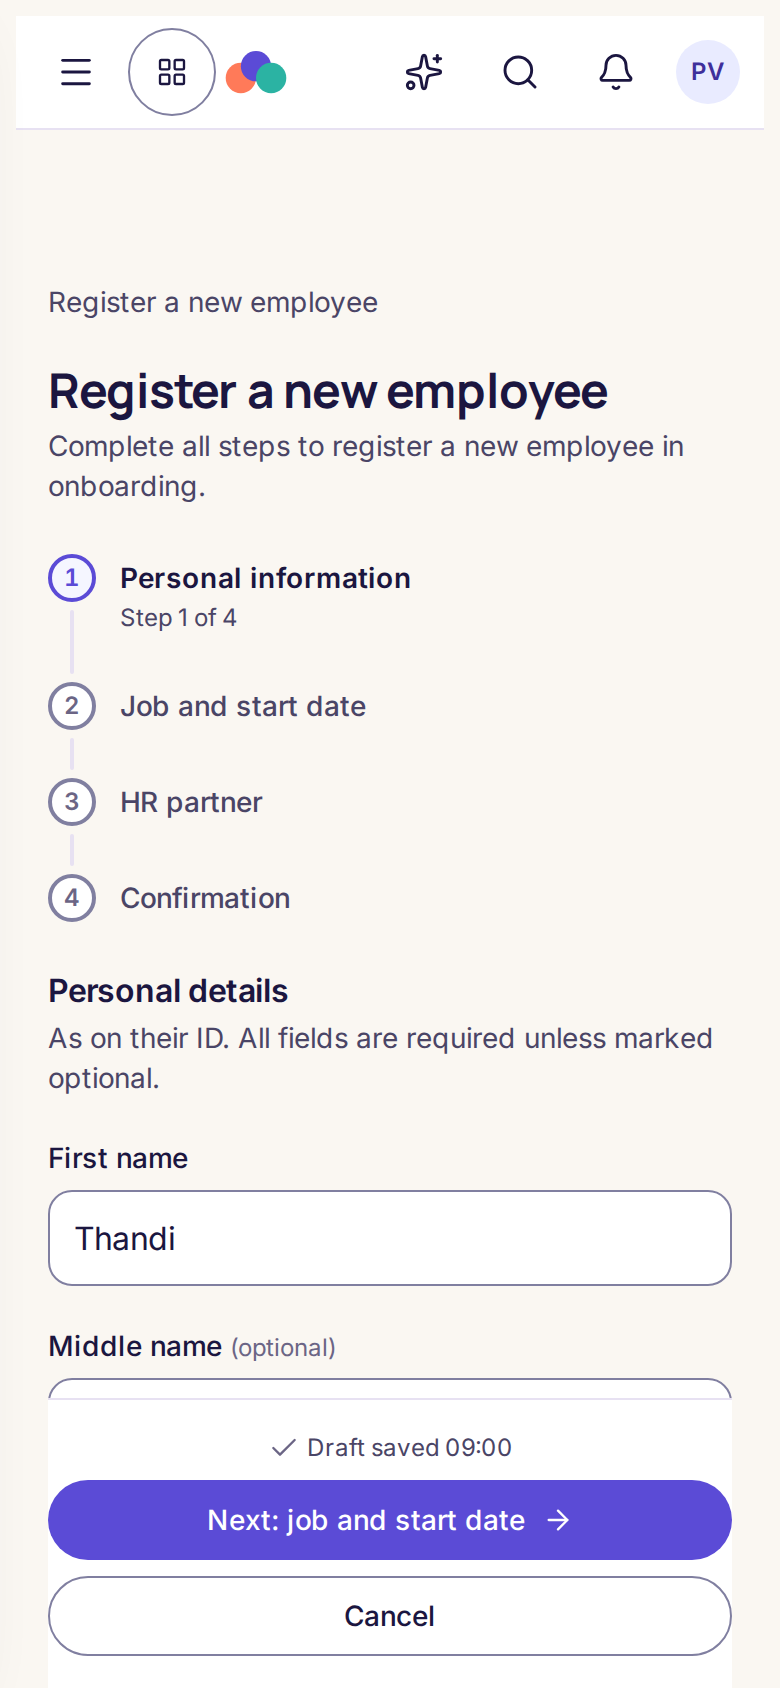 PV
Register a new employee
Register a new employee
Complete all steps to register a new employee in
onboarding.
1 Personal information
Step 1 of 4
2 Job and start date
3 HR partner
4 Confirmation
Personal details
As on their ID. All fields are required unless marked
optional.
First name
Thandi
Middle name (optional)
Draft saved 09:00
Next: job and start date
Cancel